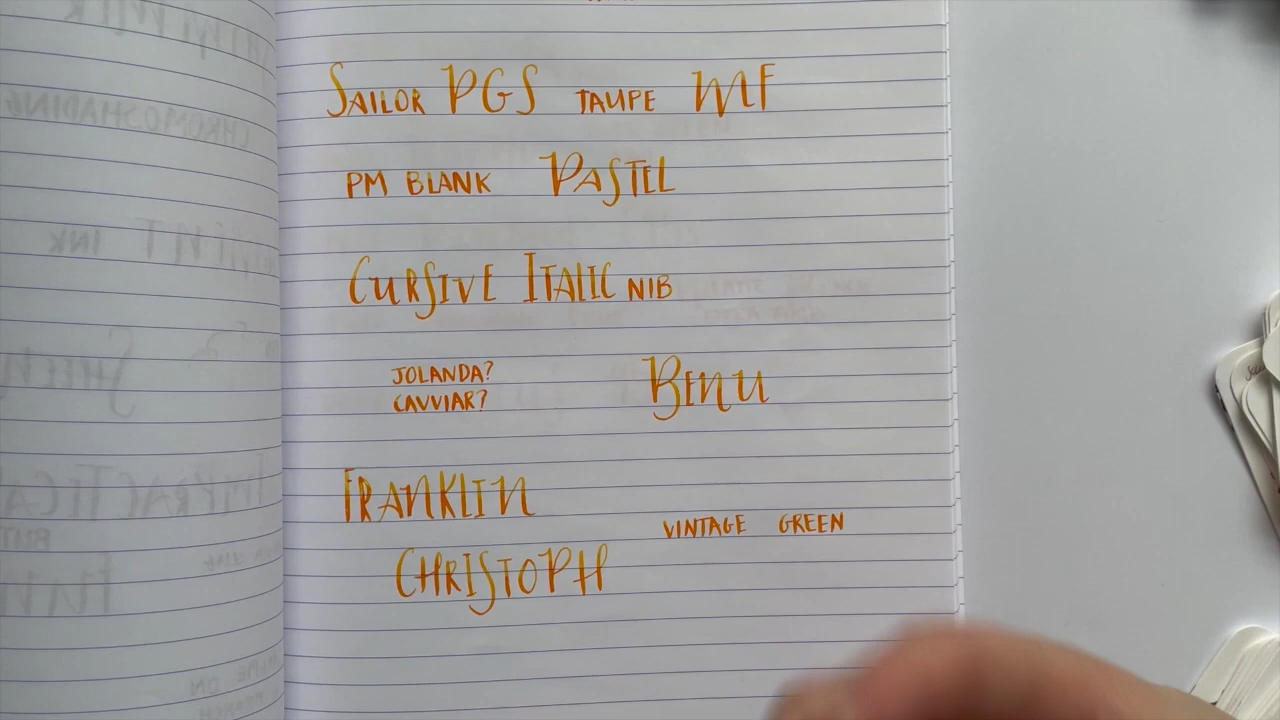 SAILOR PGS TAUPE MF
PM BLANK PASTEL
CURSIVE ITALIC NIB
JOLANDA?
CAVVIAR?
BENU
FRANKLIN
VINTAGE GREEN
CHRISTOPH